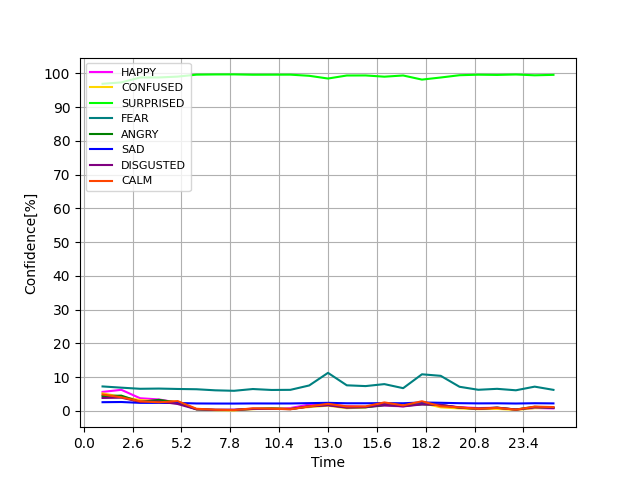 100
90
80
70
60
50
40
30
20
10
0
Confidence[%]
HAPPY
CONFUSED
SURPRISED
FEAR
ANGRY
SAD
DISGUSTED
CALM
0.0 2.6 5.2 7.8 10.4 13.0 15.6 18.2 20.8 23.4
Time